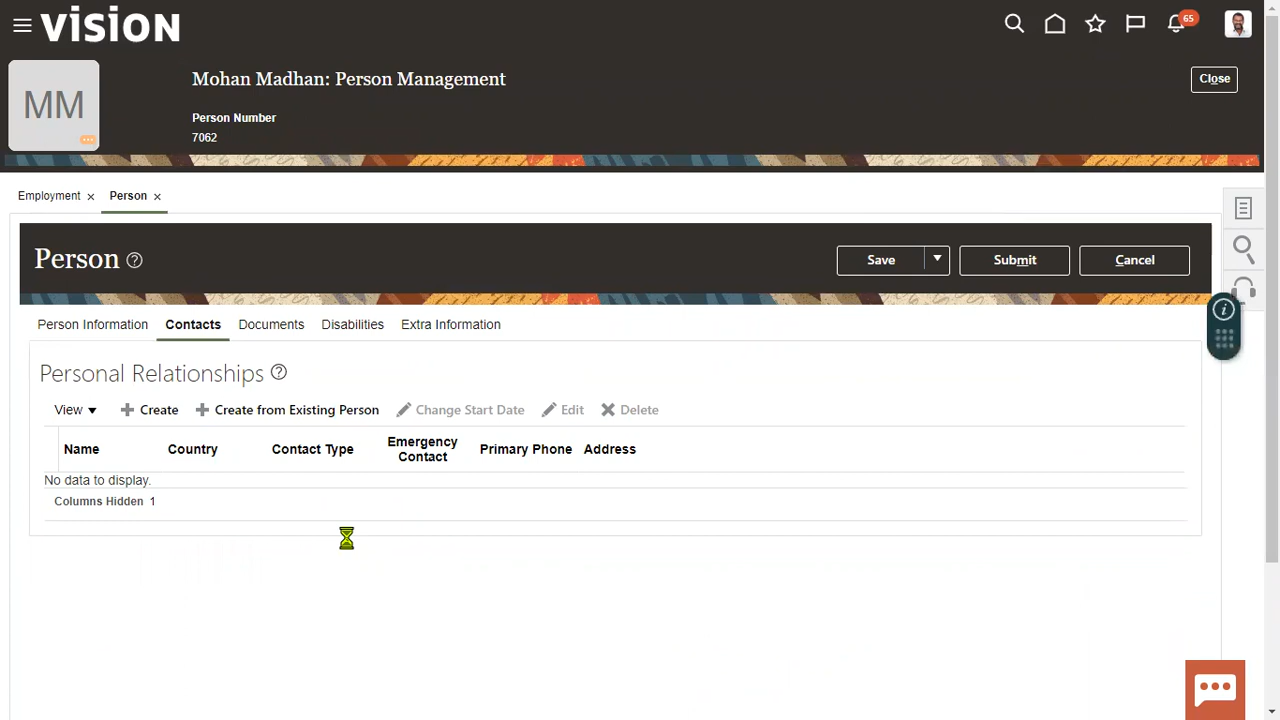 vision
65
MM
Mohan Madhan: Person Management
Close
Person Number
7062
Employment
Person
Person
Save
Submit
Cancel
Person Information
Contacts
Documents
Disabilities
Extra Information
Personal Relationships
View
Create
Create from Existing Person
Change Start Date
Edit
Delete
Name
Country
Contact Type
Emergency Contact
Primary Phone
Address
No data to display.
Columns Hidden 1